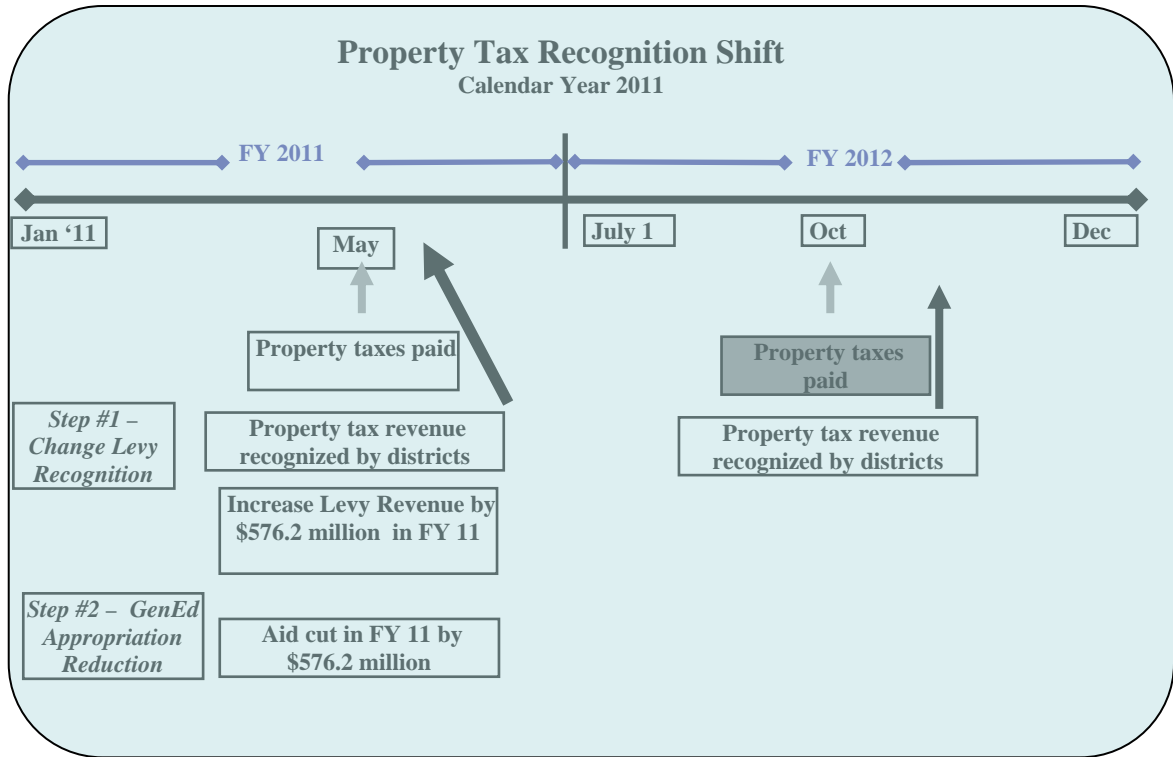 Property Tax Recognition Shift
Calendar Year 2011
FY 2011
FY 2012
Jan ‘11
May
July 1
Oct
Dec
Property taxes paid
Property taxes
paid
Step #1 –
Change Levy
Recognition
Property tax revenue
recognized by districts
Property tax revenue
recognized by districts
Increase Levy Revenue by
$576.2 million in FY 11
Step #2 – GenEd
Appropriation
Reduction
Aid cut in FY 11 by
$576.2 million